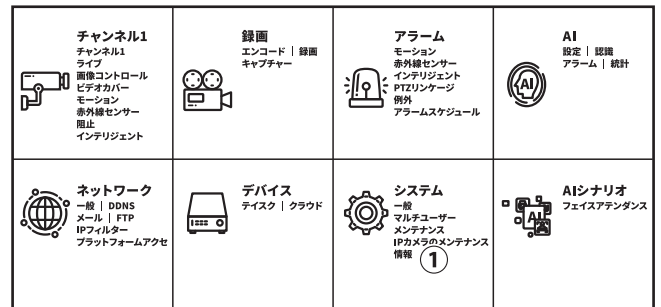 チャンネル1
チャンネル1
ライブ
画像コントロール
ビデオカバー
モーション
赤外線センサー
阻止
インテリジェント
録画
エンコード | 録画
キャプチャー
アラーム
モーション
赤外線センサー
インテリジェント
PTZリンケージ
例外
アラームスケジュール
AI
設定 | 認識
アラーム | 統計
AI
ネットワーク
一般 | DDNS
メール | FTP
IPフィルター
プラットフォームアクセ
デバイス
テイスク | クラウド
システム
一般
マルチユーザー
メンテナンス
IPカメラのメンテナンス
情報 ①
AIシナリオ
フェイスアテンダンス
AI